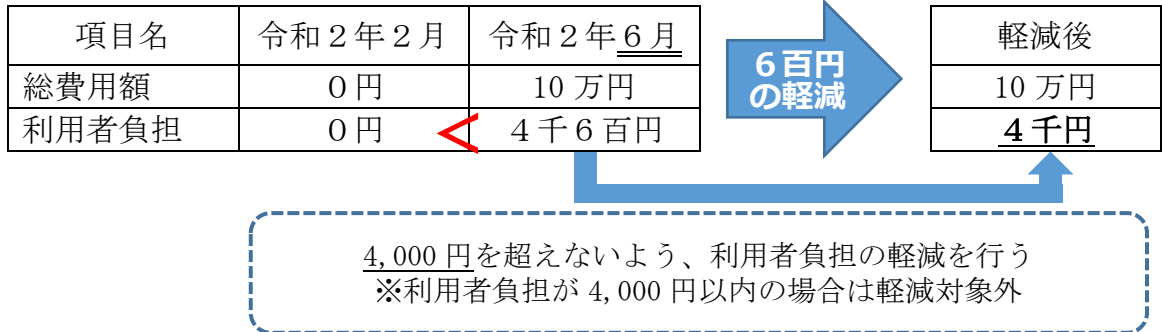 項目名 令和２年２月 令和２年６月
総費用額 ０円 10 万円
利用者負担 ０円 < ４千６百円
６百円
の軽減
軽減後
10 万円
４千円
4,000 円を超えないよう、利用者負担の軽減を行う
※利用者負担が 4,000 円以内の場合は軽減対象外